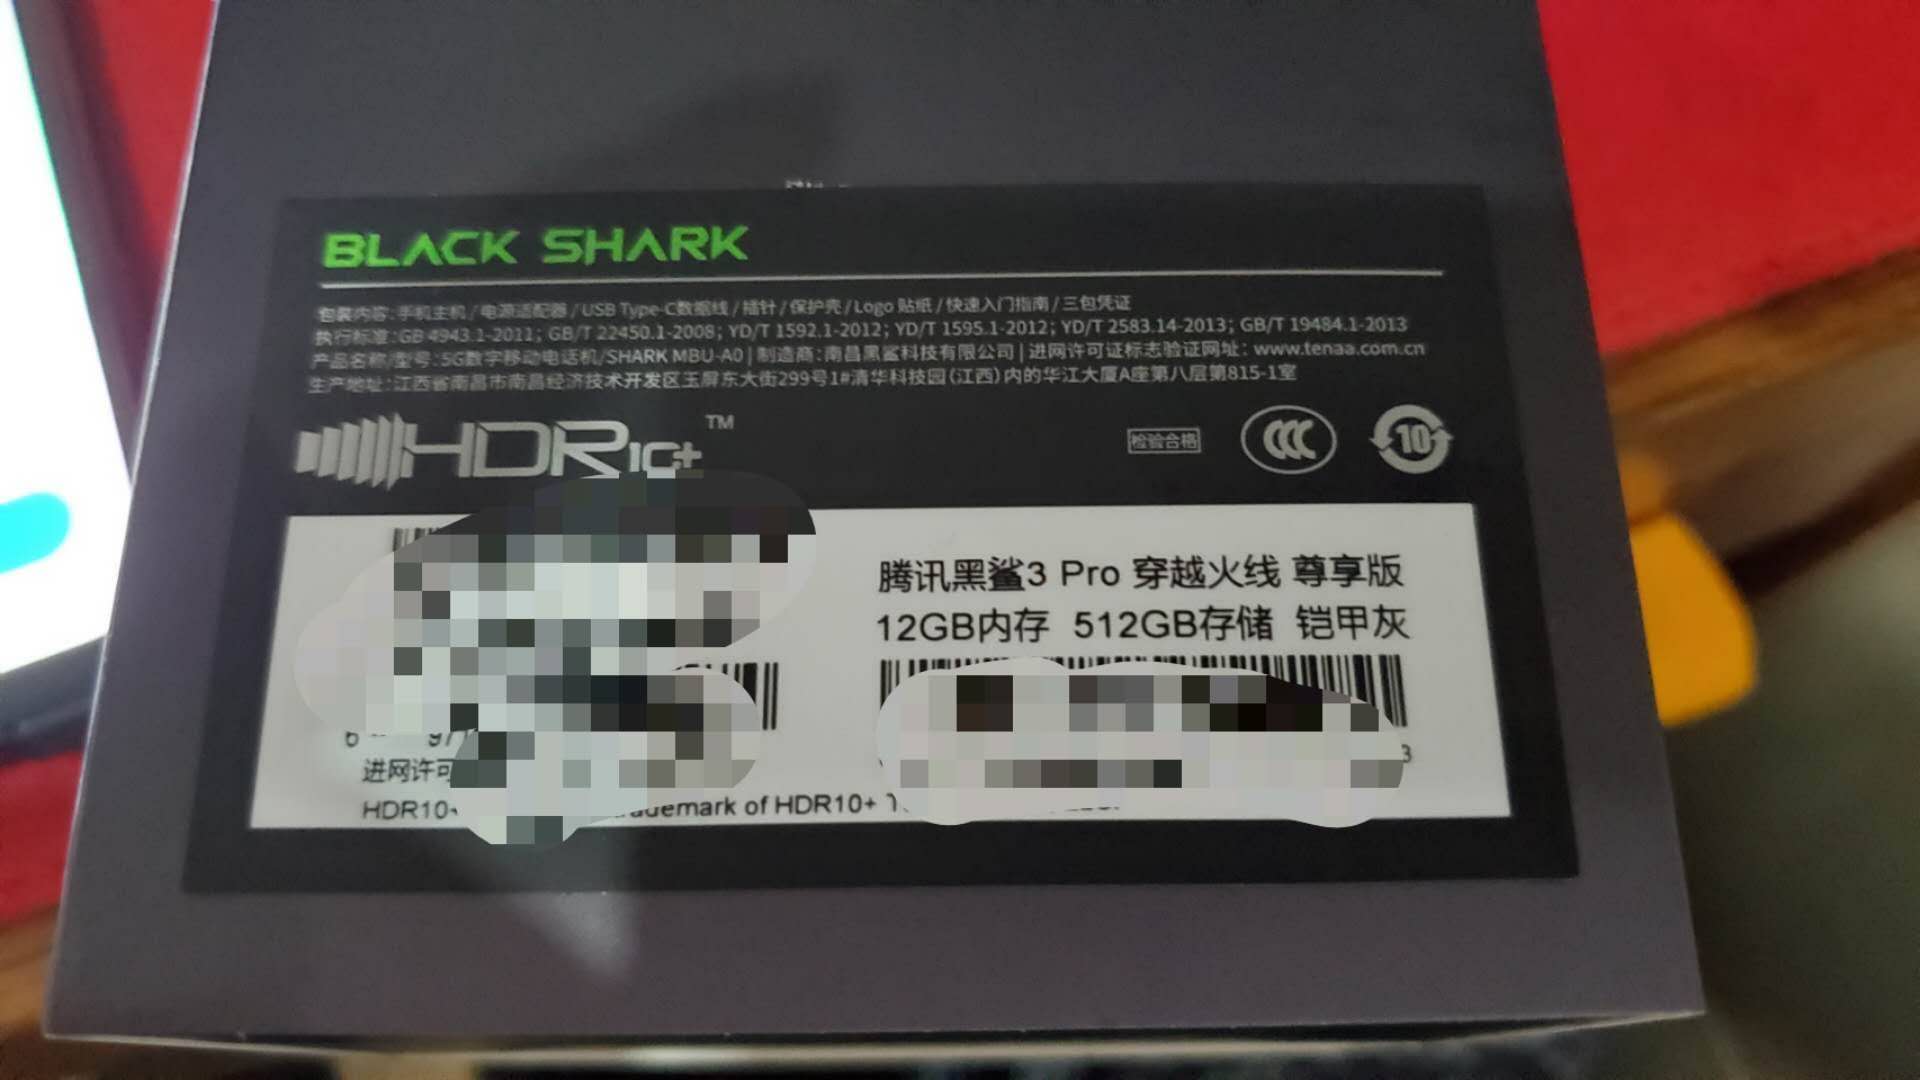 BLACK SHARK
包装内容:手机主机/电源适配器/USB Type-C数据线/插针/保护壳/Logo 贴纸/快速入门指南/三包凭证
执行标准:GB 4943.1-2011; GB/T 22450.1-2008; YD/T 1592.1-2012; YD/T 1595.1-2012; YD/T 2583.14-2013; GB/T 19484.1-2013
产品名称/型号:5G数字移动电话机/SHARK MBU-A0 | 制造商:南昌黑鲨科技有限公司 | 进网许可证标志验证网址: www.tenaa.com.cn
生产地址:江西省南昌市南昌经济技术开发区玉屏东大街299号1#清华科技园(江西)内的华江大厦A座第八层第815-1室
HDR10+™
检验合格
CCC
10
腾讯黑鲨3 Pro 穿越火线 尊享版
12GB内存 512GB存储 铠甲灰
6 971
3
进网许可
HDR10+ ademark of HDR10+